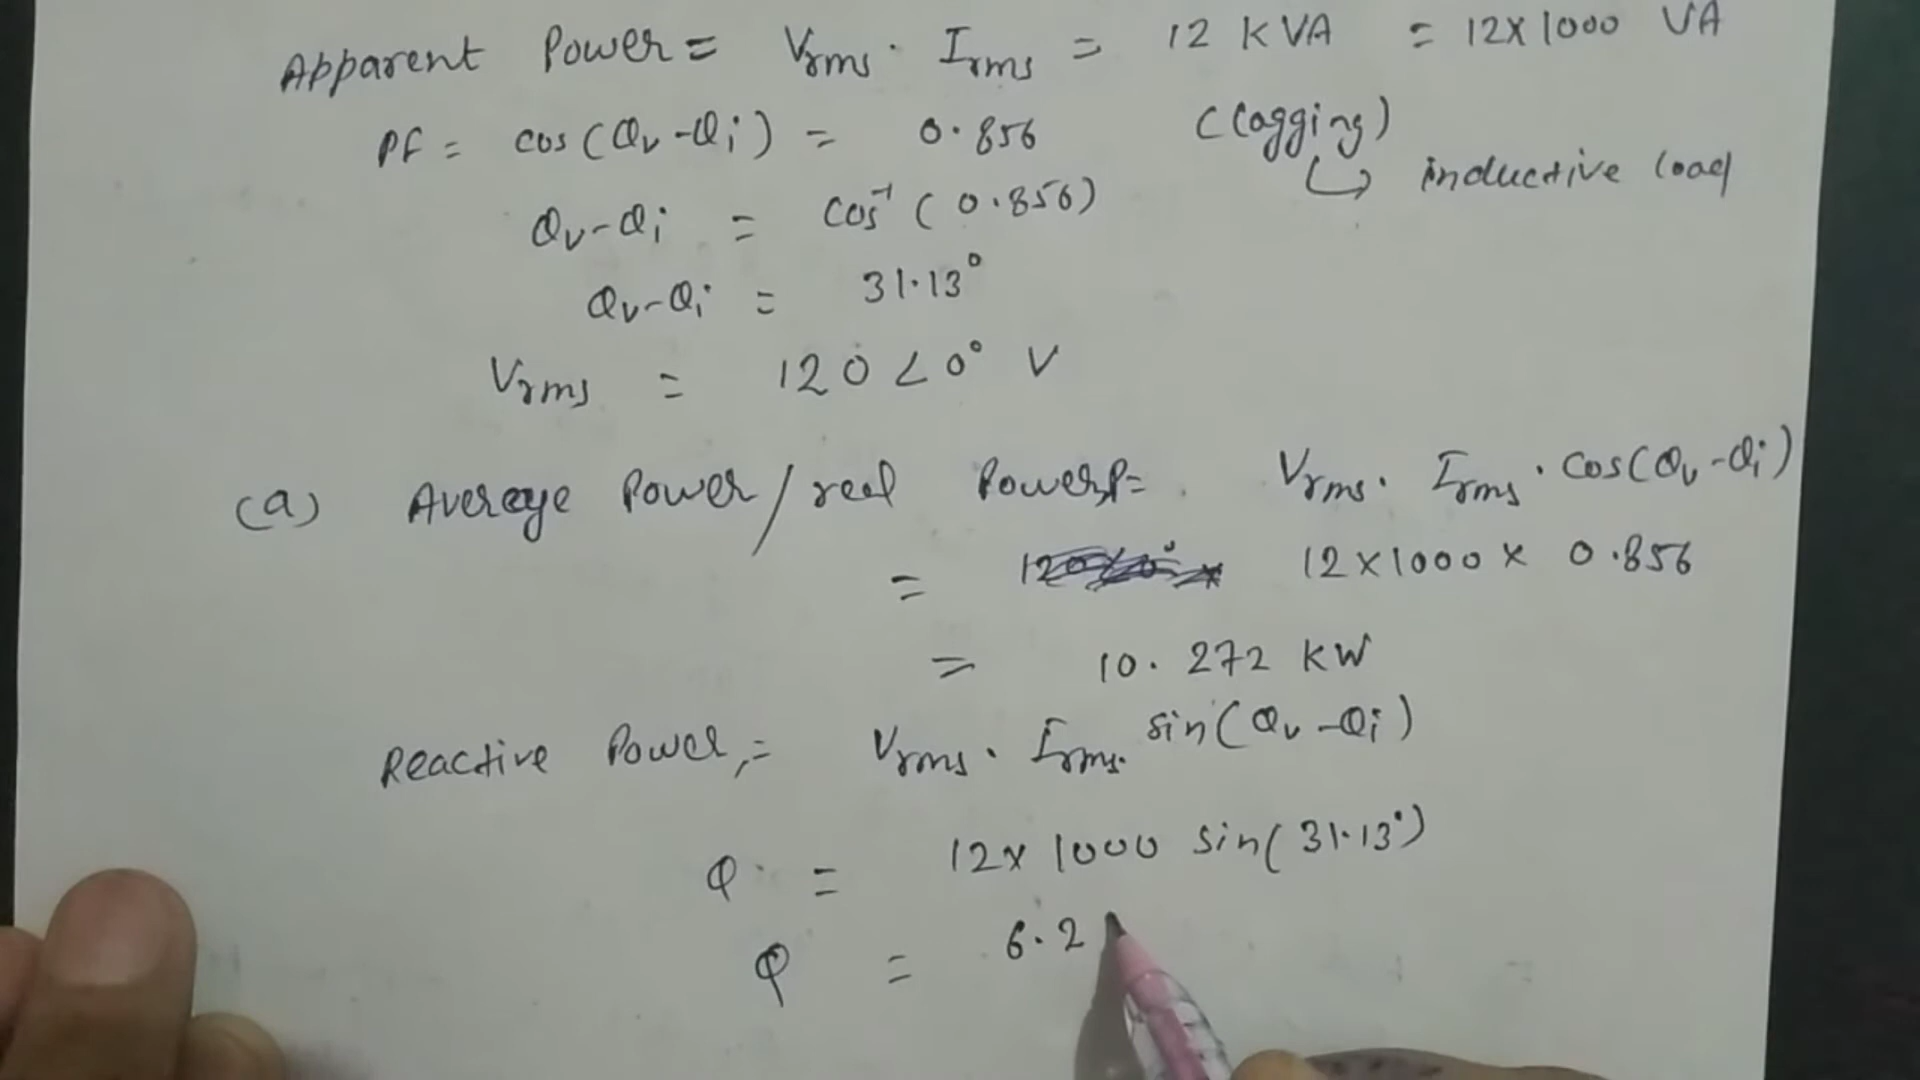 Apparent Power = Vrms . Irms = 12 KVA = 12x1000 VA
PF = cos(θv-θi) = 0.856 (lagging)
↳ inductive load
θv-θi = cos⁻¹(0.856)
θv-θi = 31.13°
Vrms = 120<0° V
(a) Average Power/real Power,P= Vrms. Irms.cos(θv-θi)
= 12x1000x 0.856
= 10.272 KW
Reactive Power,= Vrms. Irms. sin(θv-θi)
Q = 12x1000 sin(31.13°)
Q = 6.2